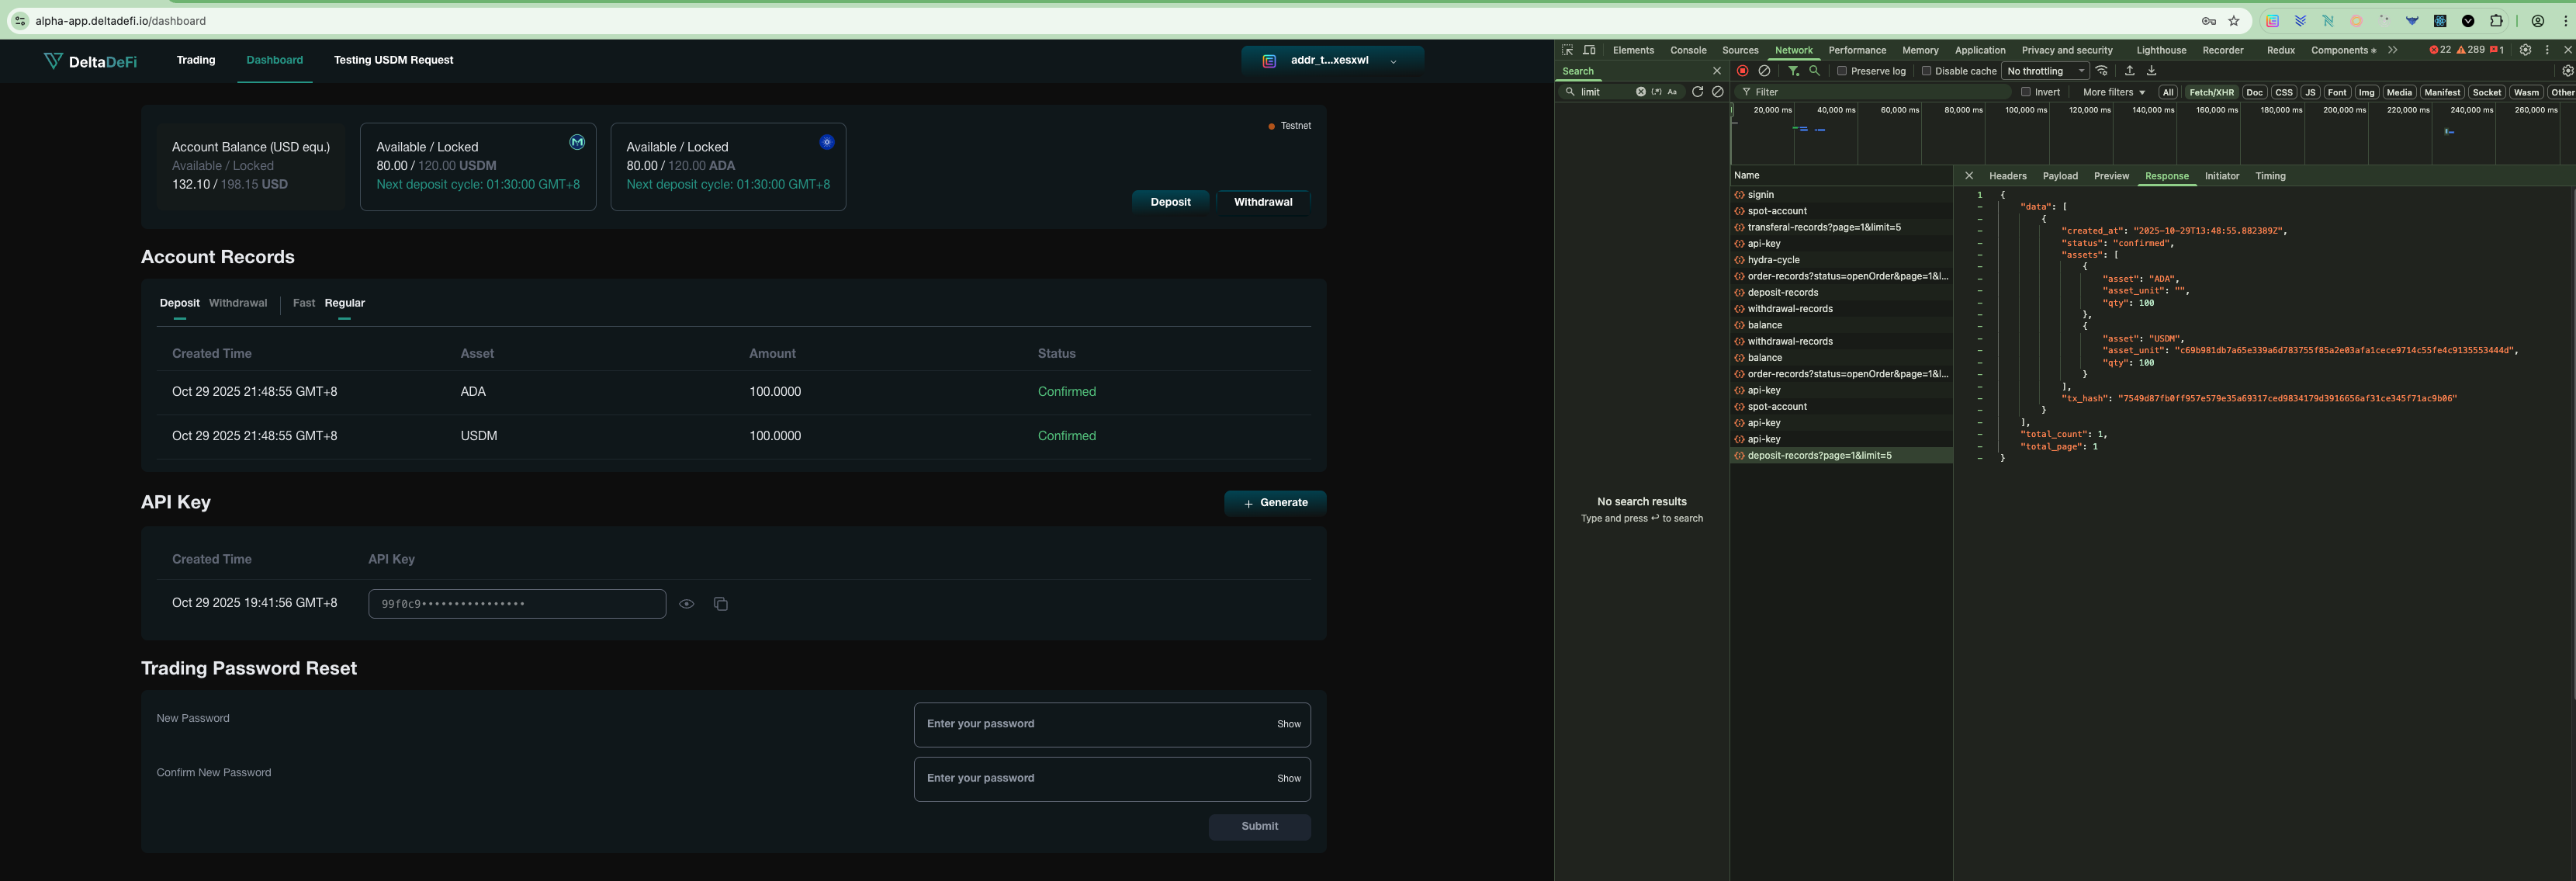 alpha-app.deltadefi.io/dashboard
DeltaDeFi
Trading
Dashboard
Testing USDM Request
addr_t...xesxwl
Account Balance (USD equ.)
Available / Locked
132.10 / 198.15 USD
Available / Locked
80.00 / 120.00 USDM
Next deposit cycle: 01:30:00 GMT+8
Available / Locked
80.00 / 120.00 ADA
Next deposit cycle: 01:30:00 GMT+8
Testnet
Deposit
Withdrawal
Account Records
Deposit Withdrawal Fast Regular
Created Time Asset Amount Status
Oct 29 2025 21:48:55 GMT+8 ADA 100.0000 Confirmed
Oct 29 2025 21:48:55 GMT+8 USDM 100.0000 Confirmed
API Key
+ Generate
Created Time API Key
Oct 29 2025 19:41:56 GMT+8 99f0c9••••••••••••••••
Trading Password Reset
New Password
Enter your password Show
Confirm New Password
Enter your password Show
Submit
Elements Console Sources Network Performance Memory Application Privacy and security Lighthouse Recorder Redux Components 22 289 1
Search
limit
Aa
No search results
Type and press ↩ to search
Preserve log Disable cache No throttling
Filter Invert More filters All Fetch/XHR Doc CSS JS Font Img Media Manifest Socket Wasm Other
20,000 ms 40,000 ms 60,000 ms 80,000 ms 100,000 ms 120,000 ms 140,000 ms 160,000 ms 180,000 ms 200,000 ms 220,000 ms 240,000 ms 260,000 ms
Name
signin
spot-account
transferal-records?page=1&limit=5
api-key
hydra-cycle
order-records?status=openOrder&page=1&l...
deposit-records
withdrawal-records
balance
withdrawal-records
balance
order-records?status=openOrder&page=1&l...
api-key
spot-account
api-key
api-key
deposit-records?page=1&limit=5
Headers Payload Preview Response Initiator Timing
1 {
- "data": [
- {
- "created_at": "2025-10-29T13:48:55.882389Z",
- "status": "confirmed",
- "assets": [
- {
- "asset": "ADA",
- "asset_unit": "",
- "qty": 100
- },
- {
- "asset": "USDM",
- "asset_unit": "c69b981db7a65e339a6d783755f85a2e03afa1cece9714c55fe4c9135553444d",
- "qty": 100
- }
- ],
- "tx_hash": "7549d87fb0ff957e579e35a69317ced9834179d3916656af31ce345f71ac9b06"
- }
- ],
- "total_count": 1,
- "total_page": 1
- }